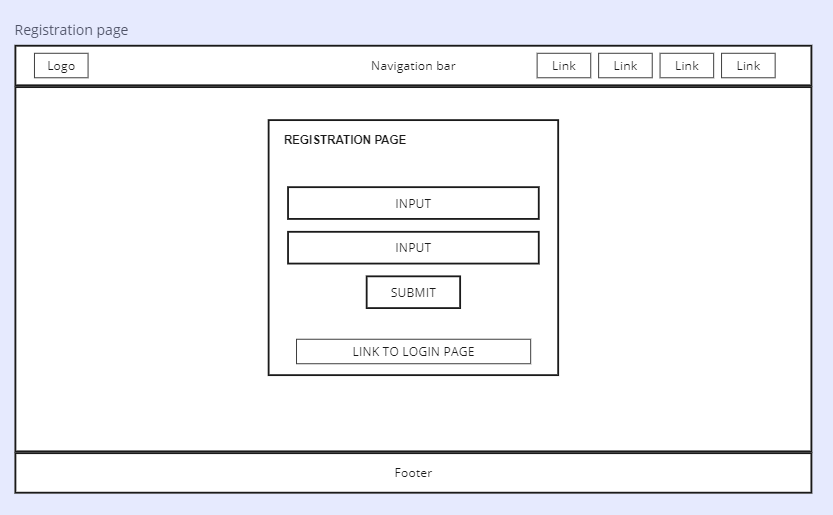 Registration page
Logo
Navigation bar
Link
Link
Link
Link
REGISTRATION PAGE
INPUT
INPUT
SUBMIT
LINK TO LOGIN PAGE
Footer